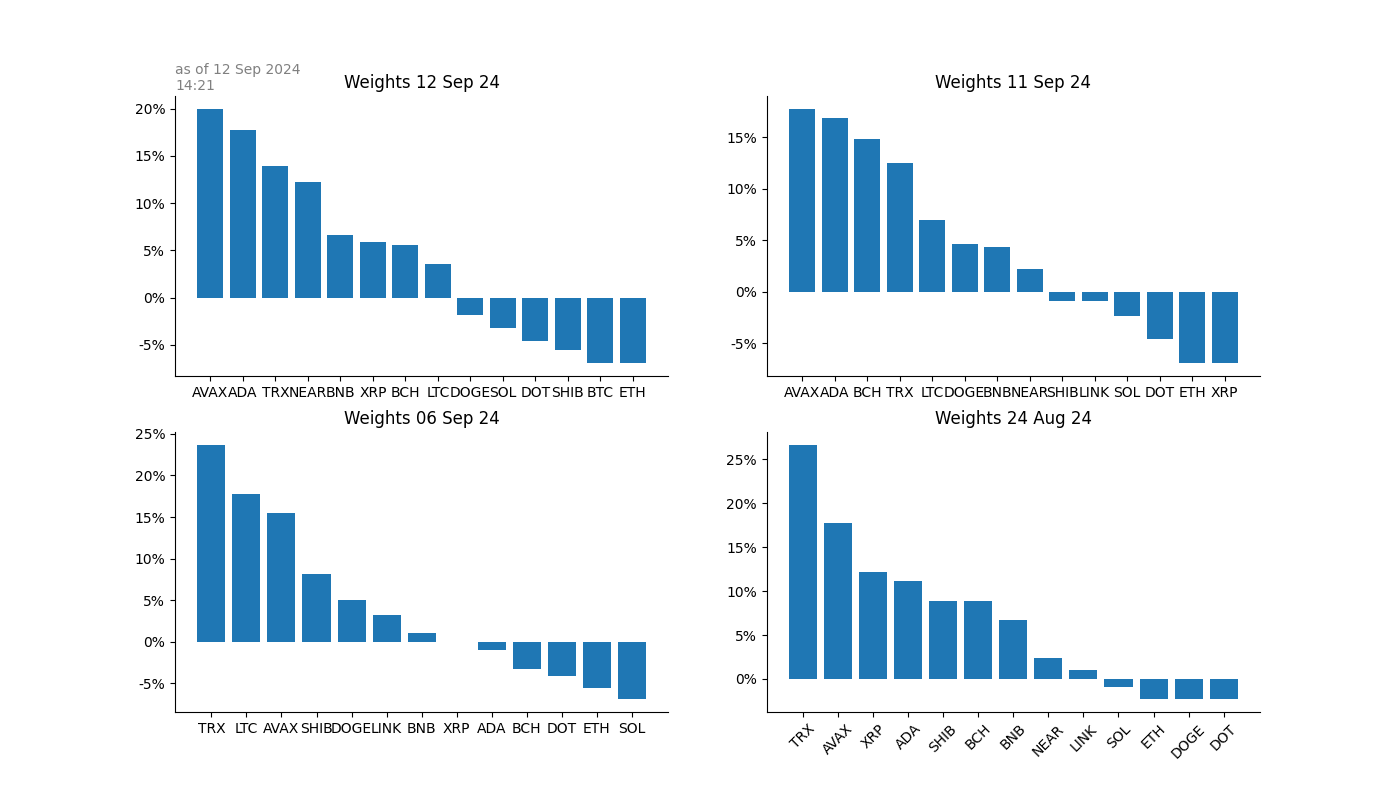 as of 12 Sep 2024
14:21
Weights 12 Sep 24
20%
15%
10%
5%
0%
-5%
AVAX ADA TRX NEAR BNB XRP BCH LTC DOGE SOL DOT SHIB BTC ETH
Weights 11 Sep 24
15%
10%
5%
0%
-5%
AVAX ADA BCH TRX LTC DOGE BNB NEAR SHIB LINK SOL DOT ETH XRP
Weights 06 Sep 24
25%
20%
15%
10%
5%
0%
-5%
TRX LTC AVAX SHIB DOGE LINK BNB XRP ADA BCH DOT ETH SOL
Weights 24 Aug 24
25%
20%
15%
10%
5%
0%
TRX AVAX XRP ADA SHIB BCH BNB NEAR LINK SOL ETH DOGE DOT